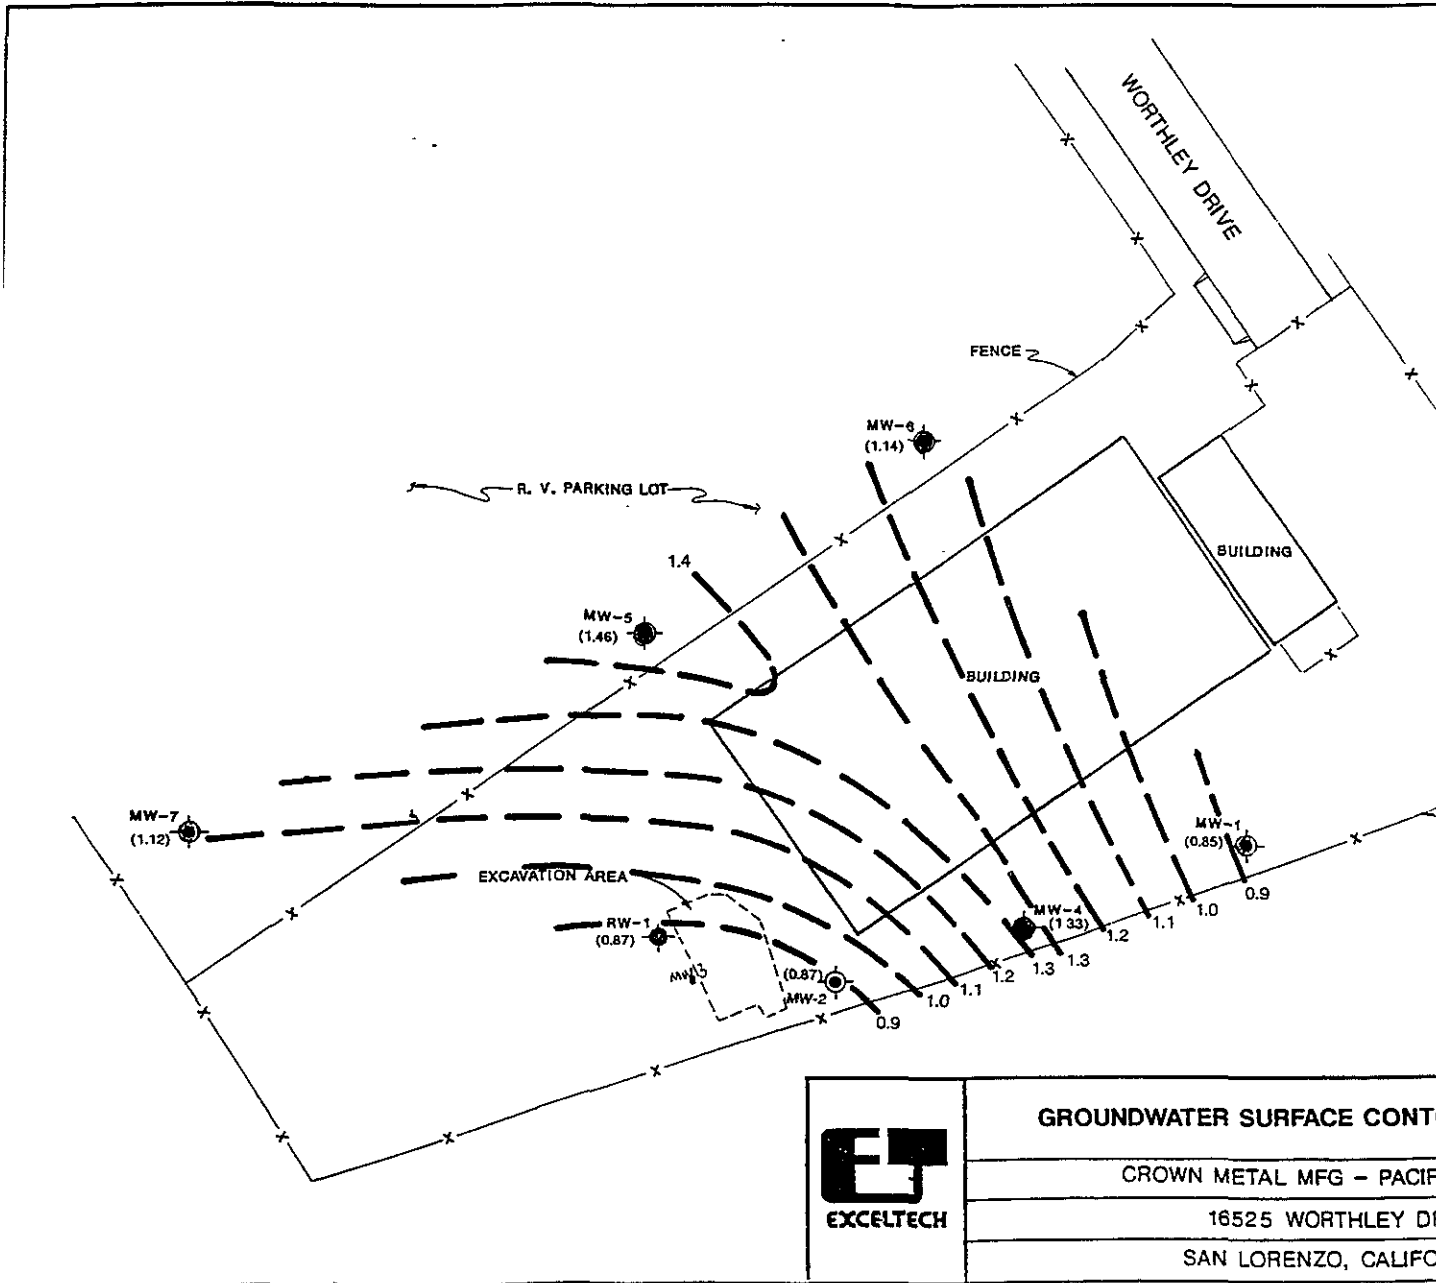 WORTHLEY DRIVE
FENCE
MW-6
(1.14)
R. V. PARKING LOT
BUILDING
1.4
MW-5
(1.46)
BUILDING
MW-7
(1.12)
MW-1
(0.85)
EXCAVATION AREA
RW-1
(0.87)
MW-4
(1.33)
MW-3
(0.87)
MW-2
0.9
1.0
1.1
1.2
1.3
1.3
1.2
1.1
1.0
0.9
GROUNDWATER SURFACE CONT
CROWN METAL MFG - PACIF
16525 WORTHLEY D
SAN LORENZO, CALIFO
EXCELTECH